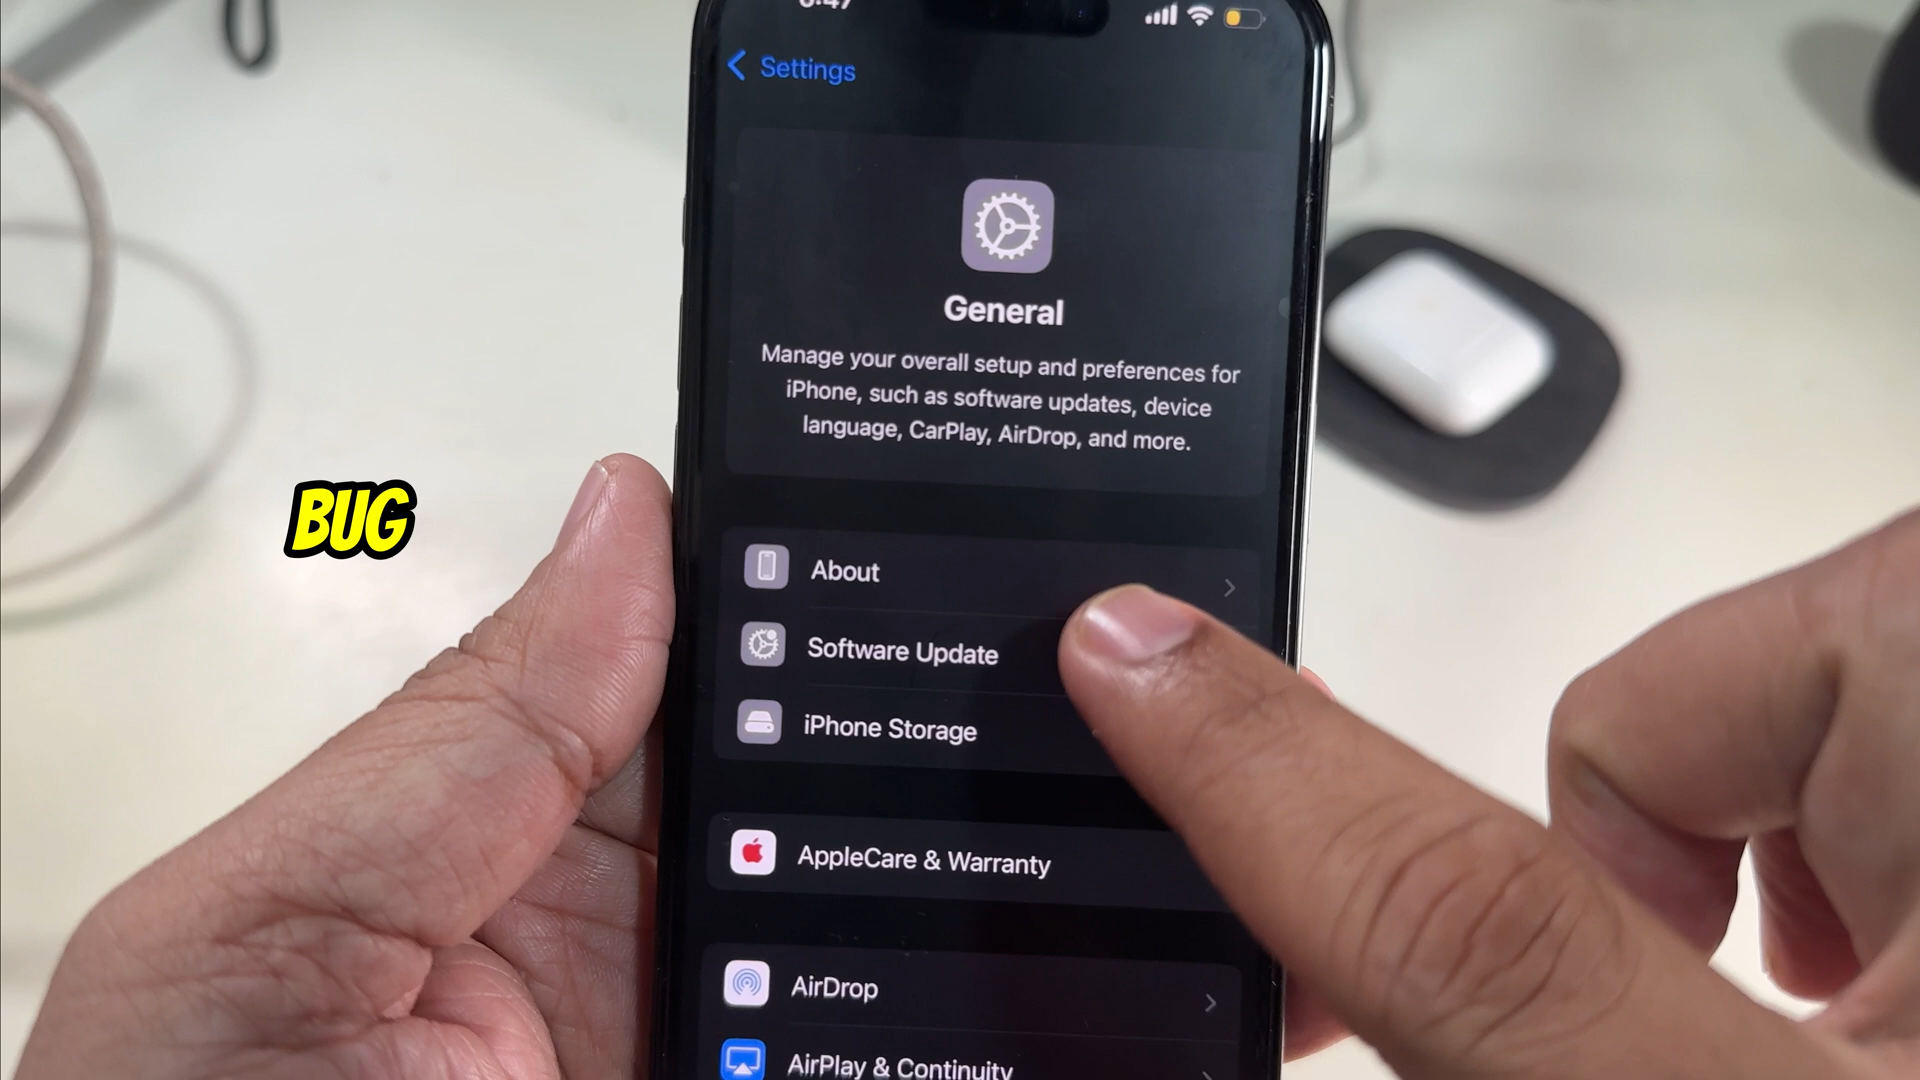 Settings
General
Manage your overall setup and preferences for
iPhone, such as software updates, device
language, CarPlay, AirDrop, and more.
BUG
About
Software Update
iPhone Storage
AppleCare & Warranty
AirDrop
AirPlay & Continuity